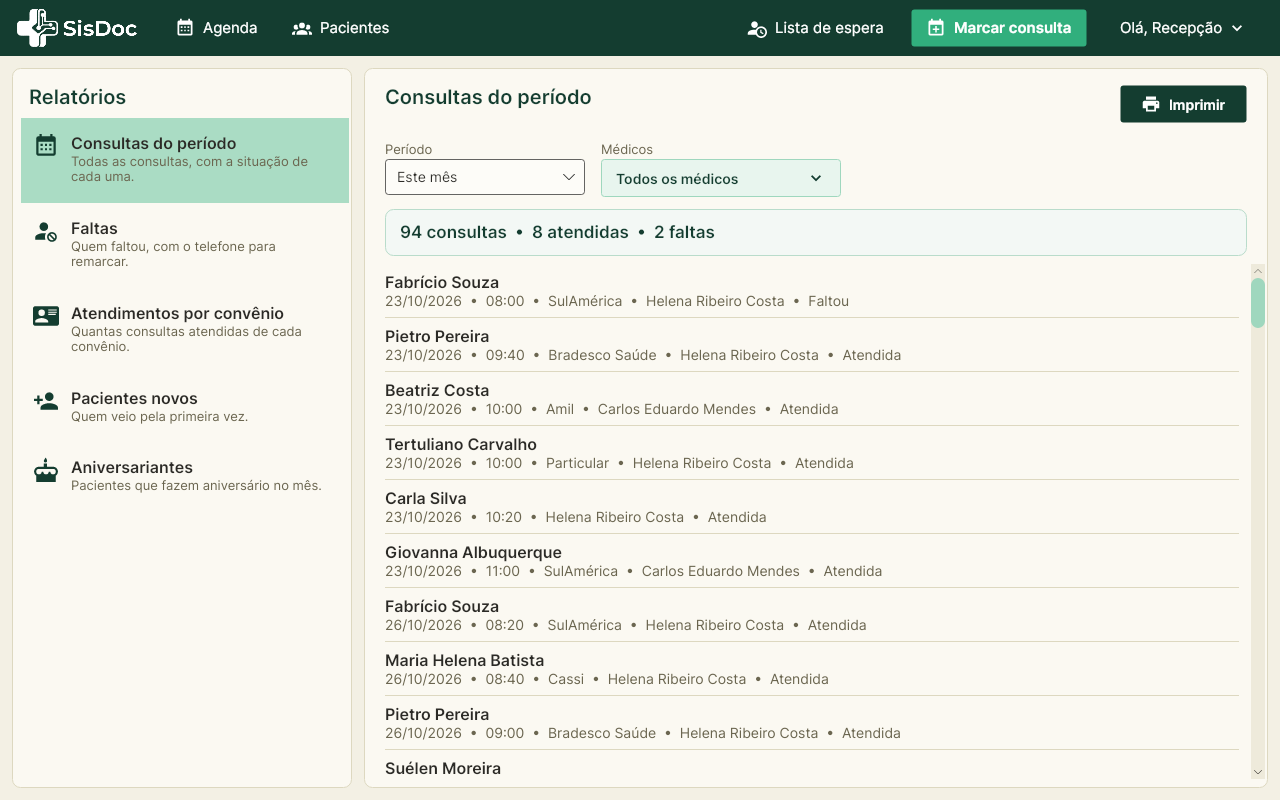 SisDoc
Agenda
Pacientes
Lista de espera
Marcar consulta
Olá, Recepção
Relatórios
Consultas do período
Todas as consultas, com a situação de
cada uma.
Faltas
Quem faltou, com o telefone para
remarcar.
Atendimentos por convênio
Quantas consultas atendidas de cada
convênio.
Pacientes novos
Quem veio pela primeira vez.
Aniversariantes
Pacientes que fazem aniversário no mês.
Consultas do período
Imprimir
Período
Médicos
Este mês
Todos os médicos
94 consultas • 8 atendidas • 2 faltas
Fabrício Souza
23/10/2026 • 08:00 • SulAmérica • Helena Ribeiro Costa • Faltou
Pietro Pereira
23/10/2026 • 09:40 • Bradesco Saúde • Helena Ribeiro Costa • Atendida
Beatriz Costa
23/10/2026 • 10:00 • Amil • Carlos Eduardo Mendes • Atendida
Tertuliano Carvalho
23/10/2026 • 10:00 • Particular • Helena Ribeiro Costa • Atendida
Carla Silva
23/10/2026 • 10:20 • Helena Ribeiro Costa • Atendida
Giovanna Albuquerque
23/10/2026 • 11:00 • SulAmérica • Carlos Eduardo Mendes • Atendida
Fabrício Souza
26/10/2026 • 08:20 • SulAmérica • Helena Ribeiro Costa • Atendida
Maria Helena Batista
26/10/2026 • 08:40 • Cassi • Helena Ribeiro Costa • Atendida
Pietro Pereira
26/10/2026 • 09:00 • Bradesco Saúde • Helena Ribeiro Costa • Atendida
Suélen Moreira